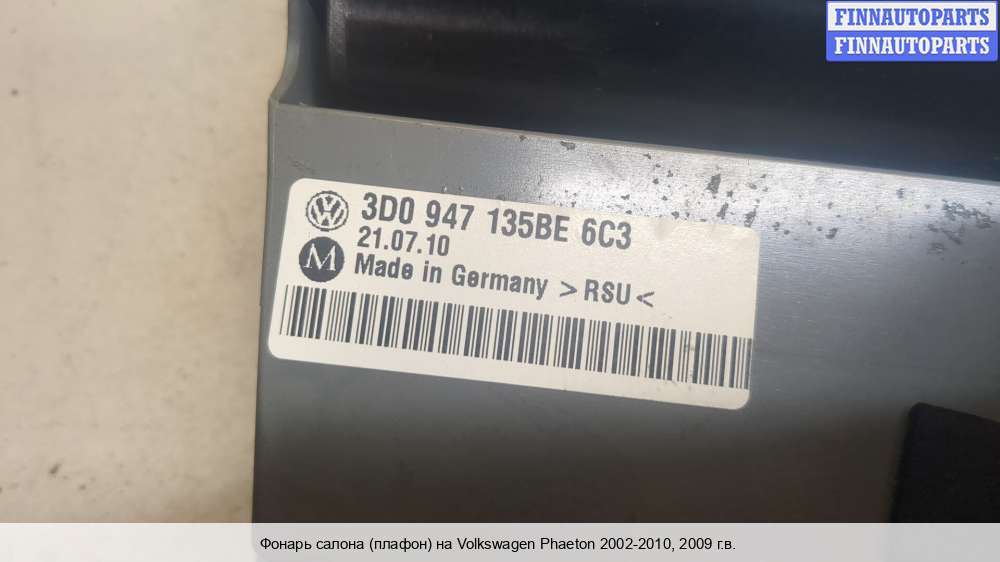 FINNAUTOPARTS
FINNAUTOPARTS
3D0 947 135BE 6C3
21.07.10
M
Made in Germany >RSU<
Фонарь салона (плафон) на Volkswagen Phaeton 2002-2010, 2009 г.в.